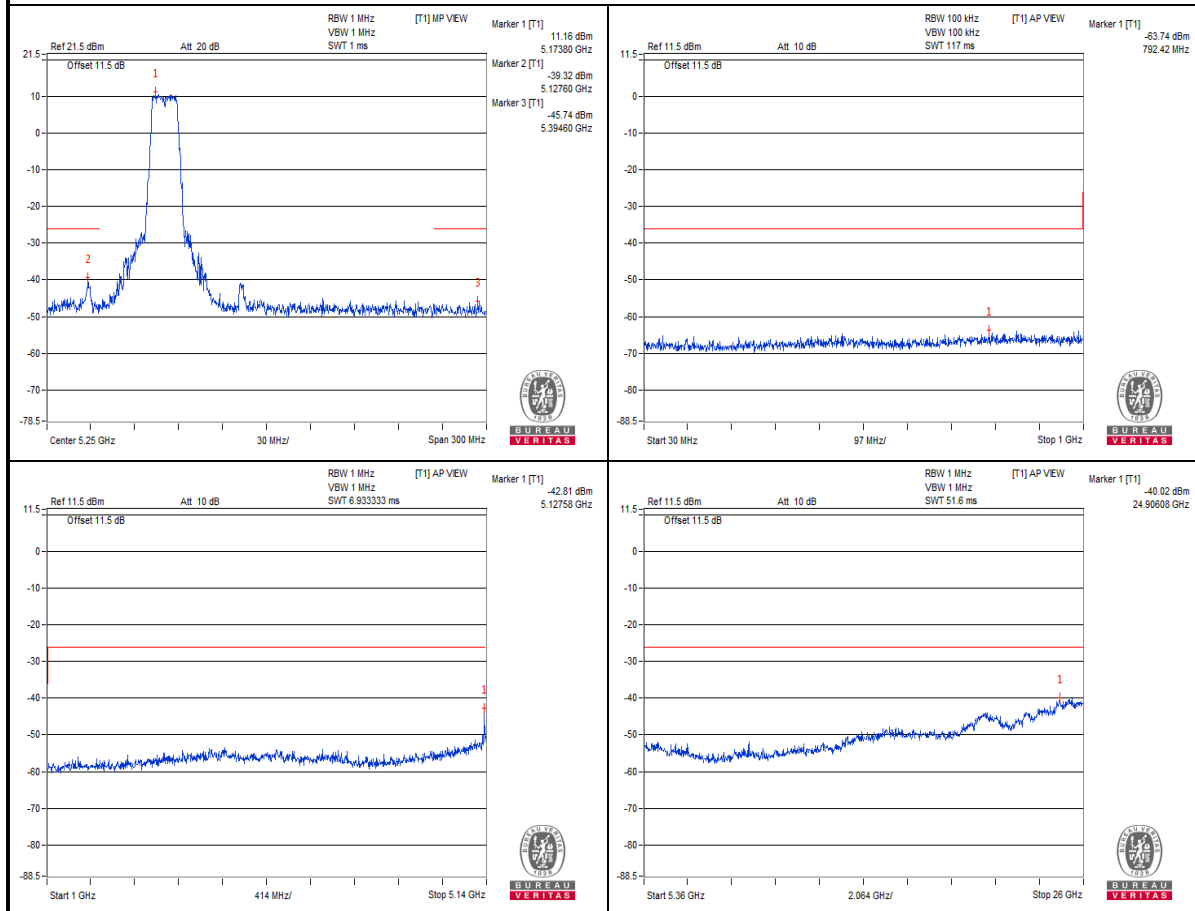 RBW 1 MHz [T1] MP VIEW
VBW 1 MHz
Ref 21.5 dBm Att 20 dB SWT 1 ms
Marker 1 [T1]
11.16 dBm
5.17380 GHz
Marker 2 [T1]
-39.32 dBm
5.12760 GHz
Marker 3 [T1]
-45.74 dBm
5.39460 GHz
21.5
Offset 11.5 dB
1
10
0
-10
-20
-30
2
-40
3
-50
-60
-70
-78.5
Center 5.25 GHz 30 MHz/ Span 300 MHz
BUREAU VERITAS
1828
BUREAU
VERITAS
RBW 100 kHz [T1] AP VIEW
VBW 100 kHz
Ref 11.5 dBm Att 10 dB SWT 117 ms
Marker 1 [T1]
-63.74 dBm
792.42 MHz
11.5
Offset 11.5 dB
0
-10
-20
-30
-40
-50
1
-60
-70
-80
-88.5
Start 30 MHz 97 MHz/ Stop 1 GHz
BUREAU VERITAS
1828
BUREAU
VERITAS
RBW 1 MHz [T1] AP VIEW
VBW 1 MHz
Ref 11.5 dBm Att 10 dB SWT 6.933333 ms
Marker 1 [T1]
-42.81 dBm
5.12758 GHz
11.5
Offset 11.5 dB
0
-10
-20
-30
1
-40
-50
-60
-70
-80
-88.5
Start 1 GHz 414 MHz/ Stop 5.14 GHz
BUREAU VERITAS
1828
BUREAU
VERITAS
RBW 1 MHz [T1] AP VIEW
VBW 1 MHz
Ref 11.5 dBm Att 10 dB SWT 51.6 ms
Marker 1 [T1]
-40.02 dBm
24.90608 GHz
11.5
Offset 11.5 dB
0
-10
-20
-30
1
-40
-50
-60
-70
-80
-88.5
Start 5.36 GHz 2.064 GHz/ Stop 26 GHz
BUREAU VERITAS
1828
BUREAU
VERITAS